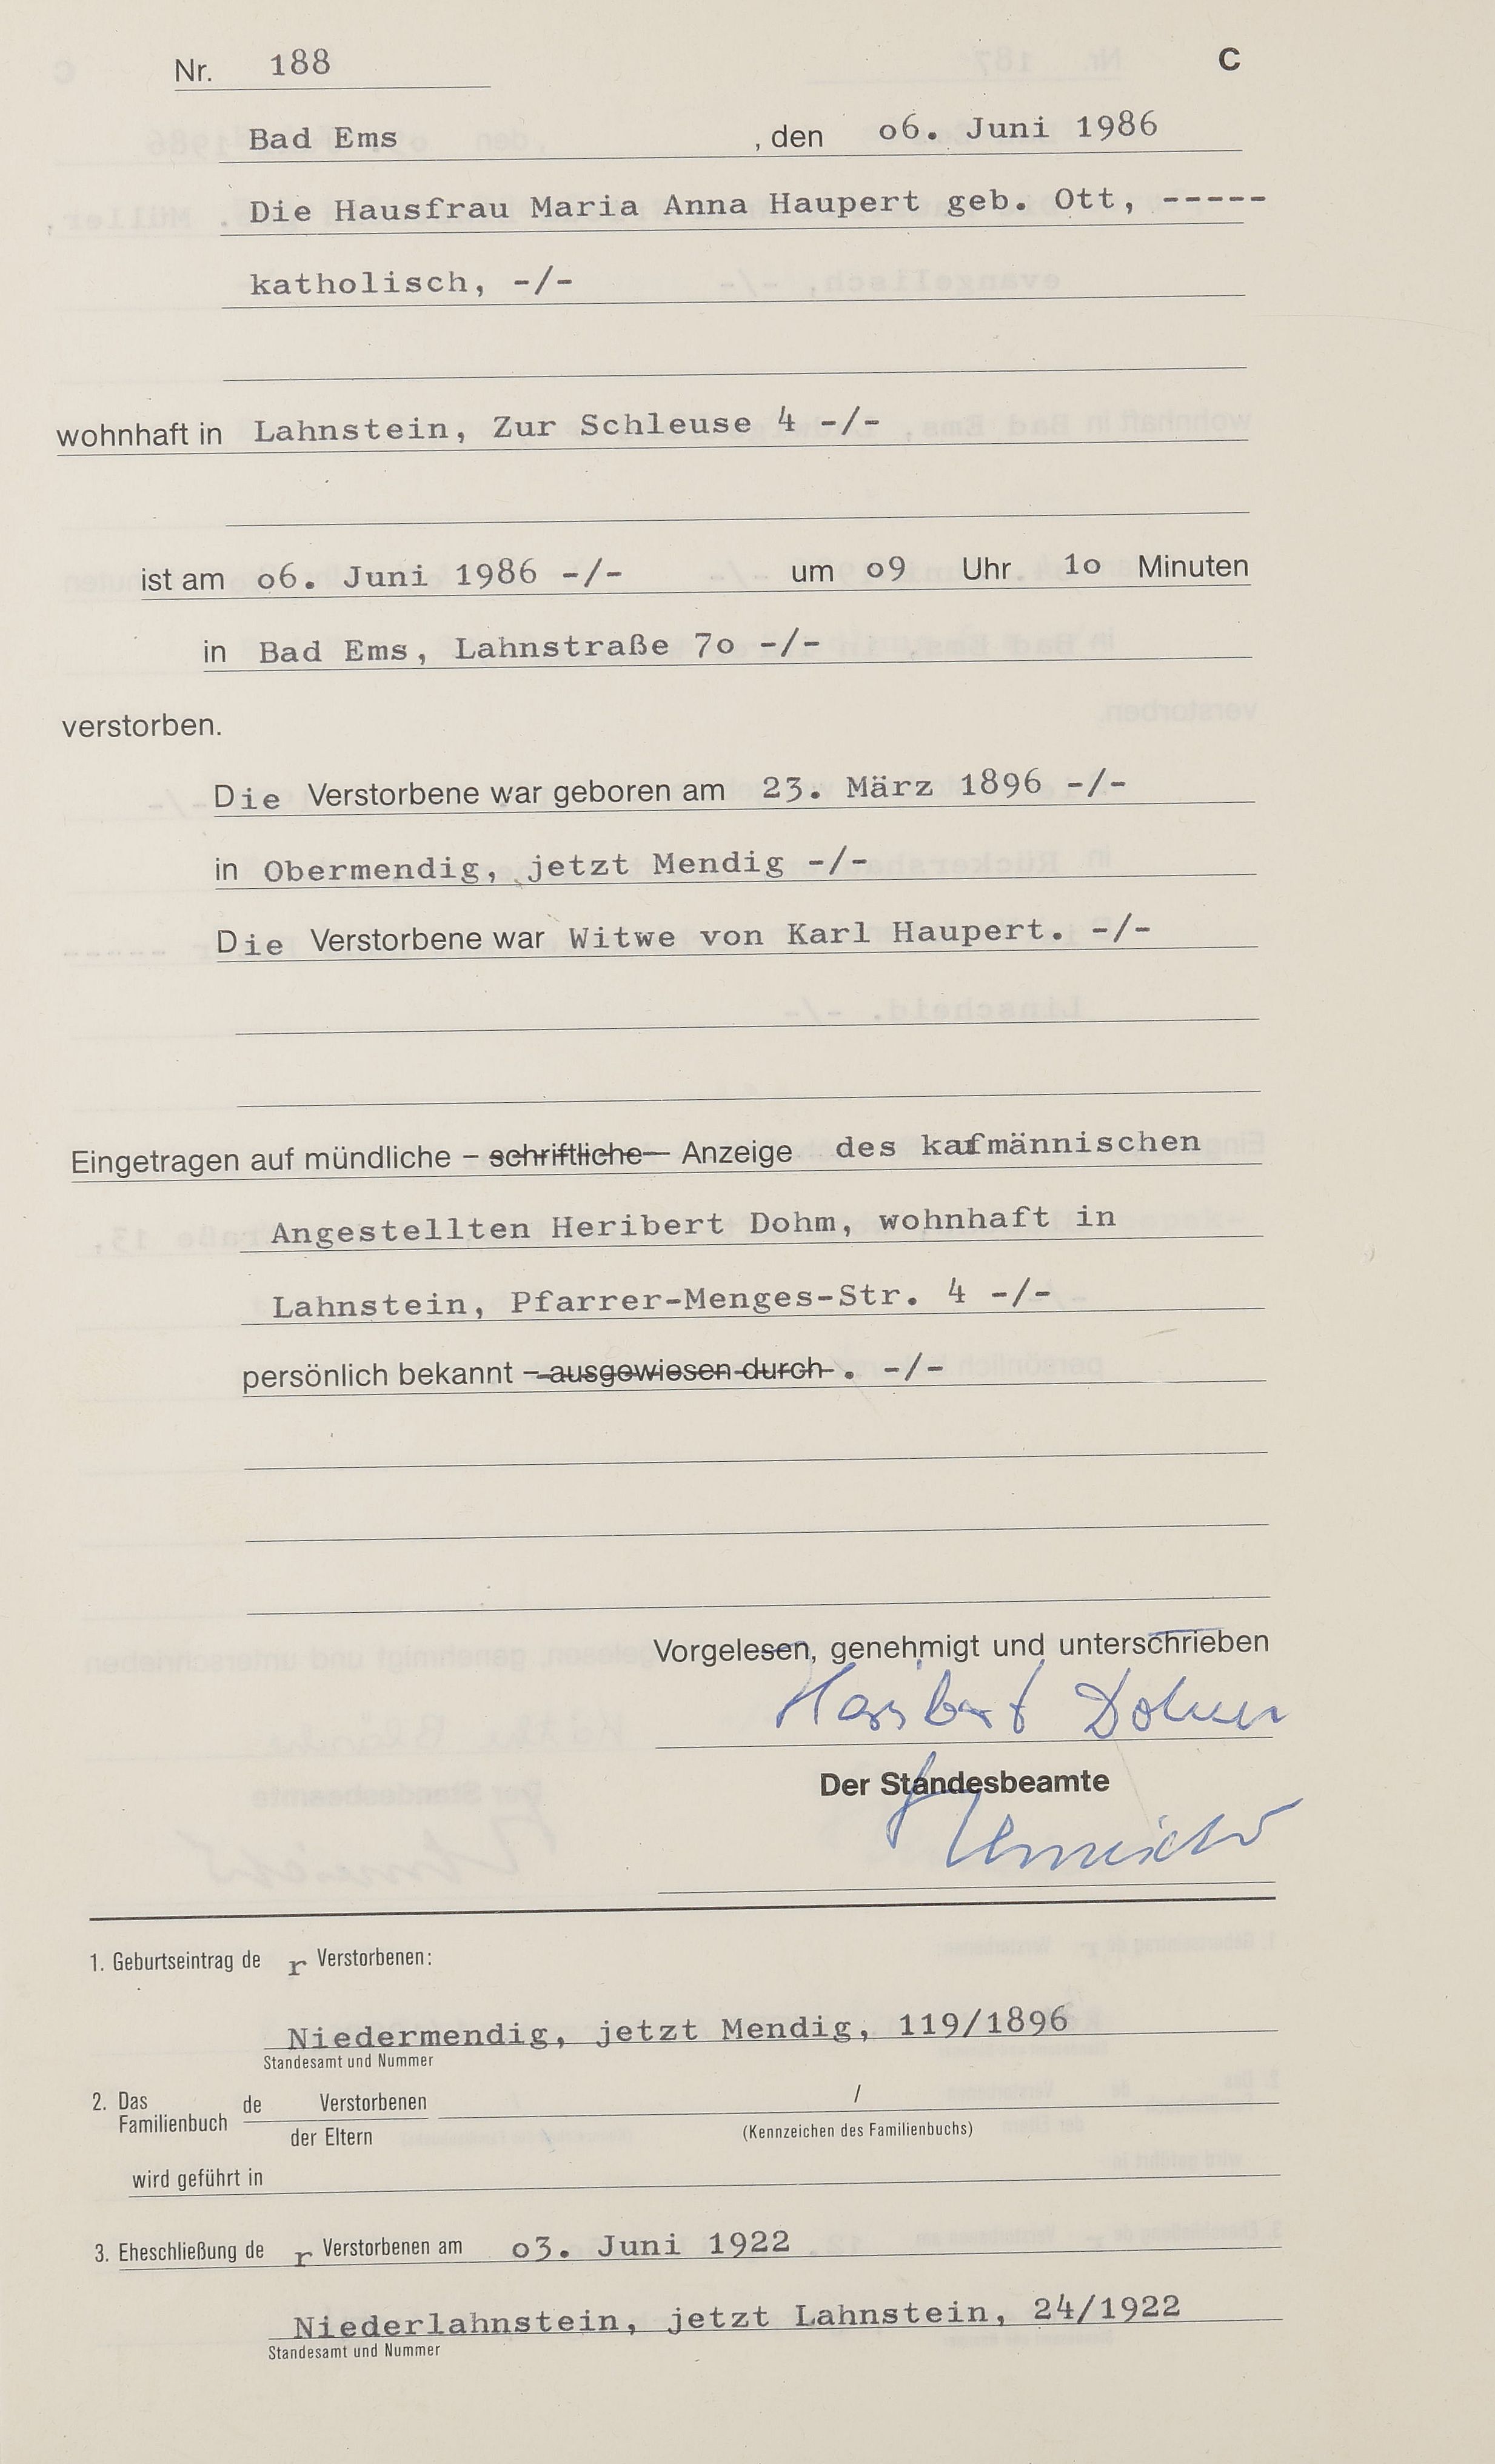 Nr. 188 C
Bad Ems , den o6. Juni 1986
Die Hausfrau Maria Anna Haupert geb. Ott, -----
katholisch, -/-
wohnhaft in Lahnstein, Zur Schleuse 4 -/-
ist am o6. Juni 1986 -/- um o9 Uhr 1o Minuten
in Bad Ems, Lahnstraße 7o -/-
verstorben.
Die Verstorbene war geboren am 23. März 1896 -/-
in Obermendig, jetzt Mendig -/-
Die Verstorbene war Witwe von Karl Haupert. -/-
Eingetragen auf mündliche – schriftliche – Anzeige des kafmännischen
Angestellten Heribert Dohm, wohnhaft in
Lahnstein, Pfarrer-Menges-Str. 4 -/-
persönlich bekannt – ausgewiesen durch . -/-
Vorgelesen, genehmigt und unterschrieben
Heribert Dohm
Der Standesbeamte
1. Geburtseintrag de r Verstorbenen:
Niedermendig, jetzt Mendig, 119/1896
Standesamt und Nummer
2. Das Familienbuch de Verstorbenen /
der Eltern (Kennzeichen des Familienbuchs)
wird geführt in
3. Eheschließung de r Verstorbenen am o3. Juni 1922
Niederlahnstein, jetzt Lahnstein, 24/1922
Standesamt und Nummer